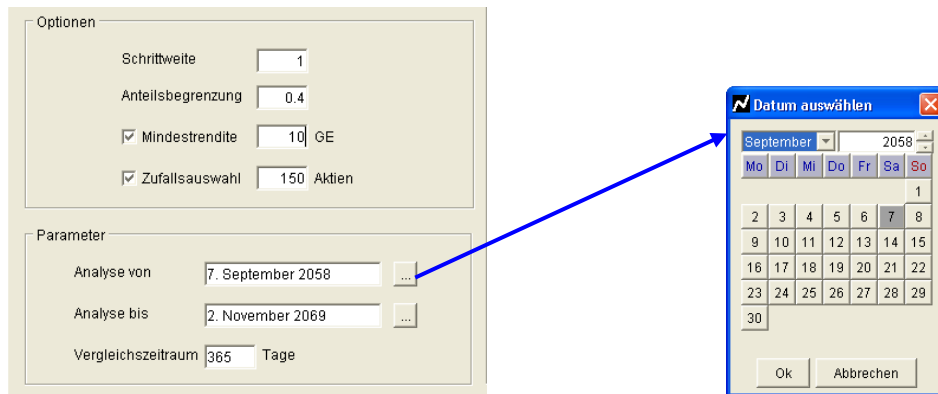 Optionen
Schrittweite 1
Anteilsbegrenzung 0.4
Mindestrendite 10 GE
Zufallsauswahl 150 Aktien
Parameter
Analyse von 7. September 2058 ...
Analyse bis 2. November 2069 ...
Vergleichszeitraum 365 Tage
Datum auswählen
September 2058
Mo Di Mi Do Fr Sa So
1
2 3 4 5 6 7 8
9 10 11 12 13 14 15
16 17 18 19 20 21 22
23 24 25 26 27 28 29
30
Ok Abbrechen